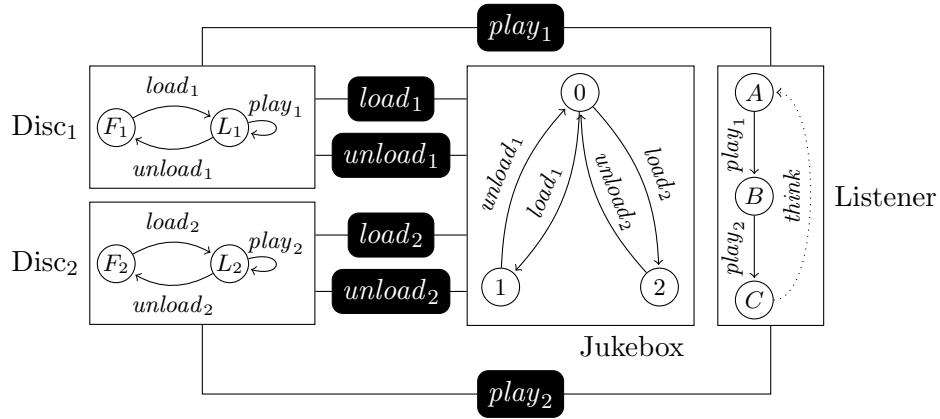 play₁
Disc₁
load₁
F₁
L₁
play₁
unload₁
load₁
unload₁
Disc₂
load₂
F₂
L₂
play₂
unload₂
load₂
unload₂
0
unload₁
load₁
unload₂
load₂
1
2
Jukebox
A
play₁
B
think
play₂
C
Listener
play₂